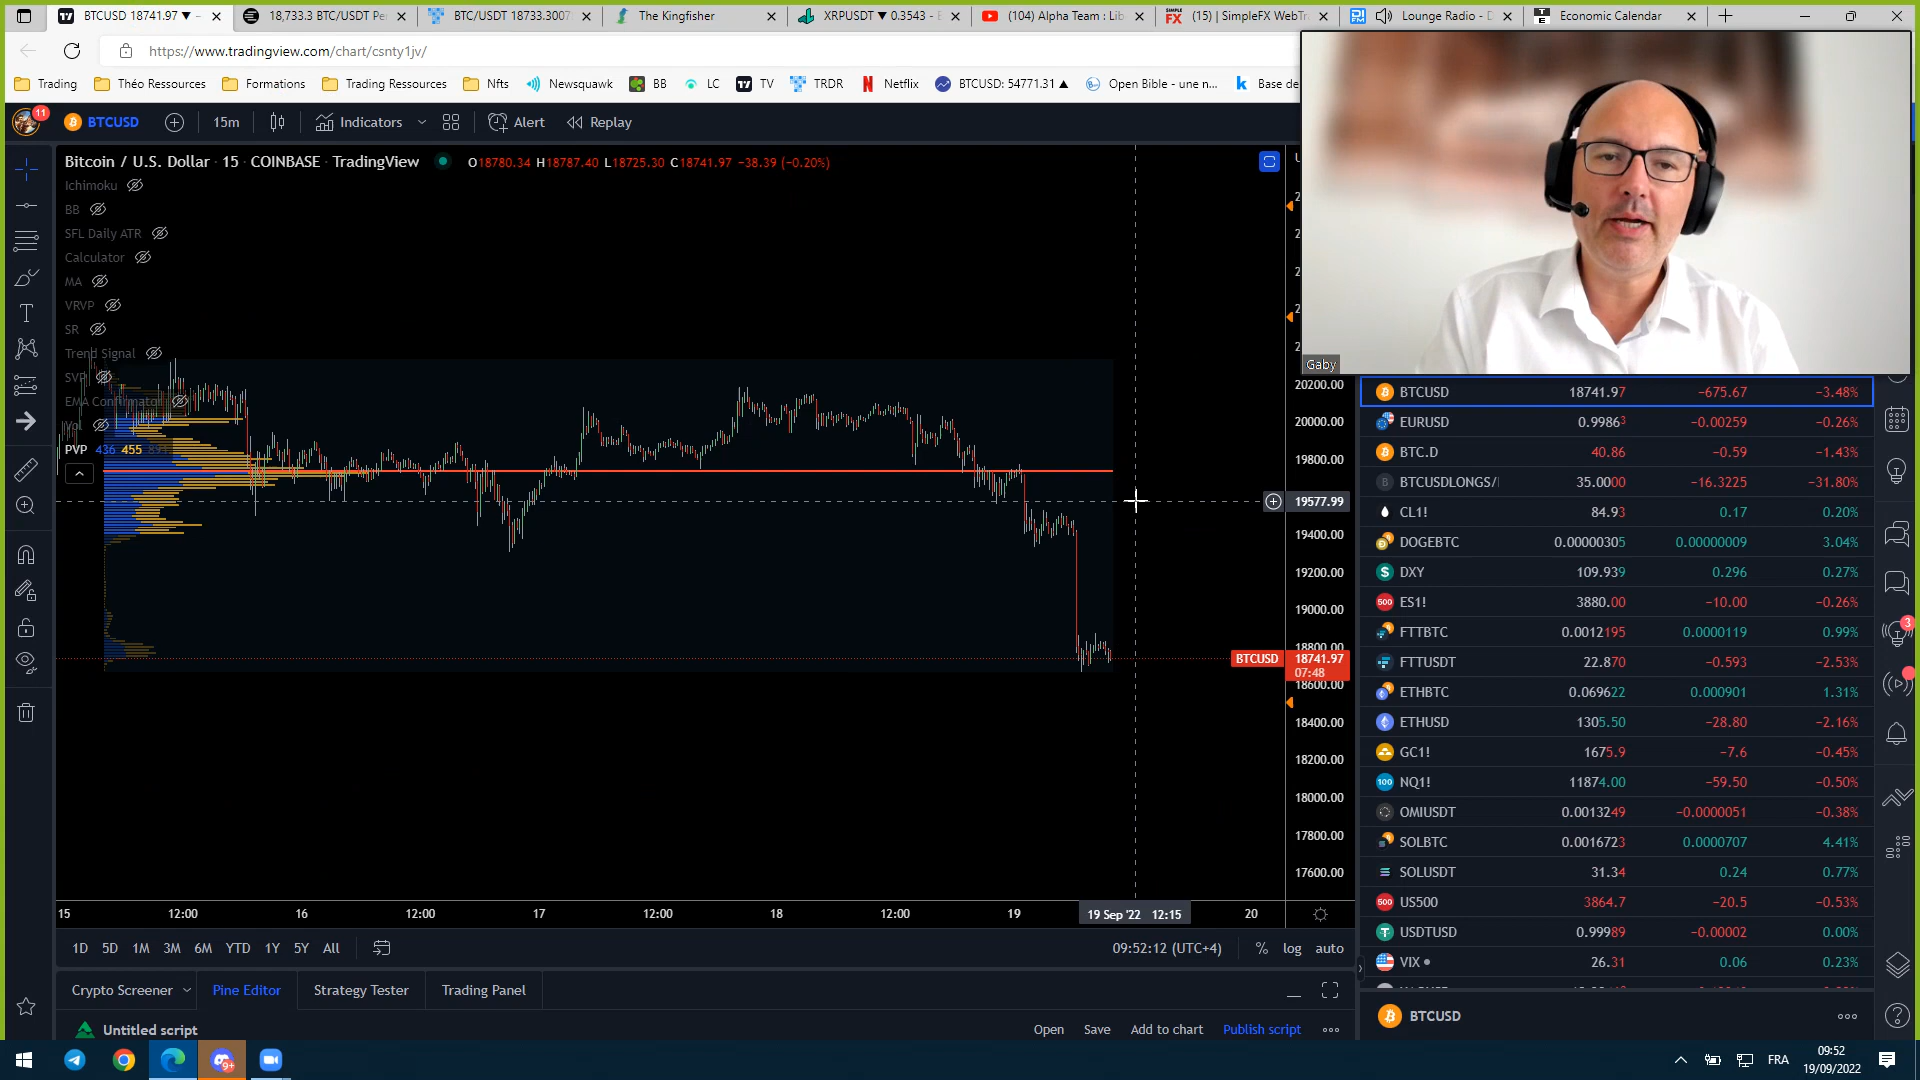 BTCUSD 18741.97 ▼ −
18,733.3 BTC/USDT Pe
BTC/USDT 18733.3007
The Kingfisher
XRPUSDT ▼ 0.3543 -
(104) Alpha Team : Lib
(15) | SimpleFX WebTr
Lounge Radio - D
Economic Calendar
https://www.tradingview.com/chart/csnty1jv/
Trading
Théo Ressources
Formations
Trading Ressources
Nfts
Newsquawk
BB
LC
TV
TRDR
Netflix
BTCUSD: 54771.31 ▲
Open Bible - une n...
Base de
11
BTCUSD
15m
Indicators
Alert
Replay
Bitcoin / U.S. Dollar · 15 · COINBASE · TradingView
O18780.34 H18787.40 L18725.30 C18741.97 −38.39 (−0.20%)
Ichimoku
BB
SFL Daily ATR
Calculator
MA
VRVP
SR
Trend Signal
SVP
EMA Confirmator
Vol
PVP 436 455
Gaby
20200.00
20000.00
19800.00
19577.99
19400.00
19200.00
19000.00
18800.00
BTCUSD 18741.97
07:48
18600.00
18400.00
18200.00
18000.00
17800.00
17600.00
15 12:00 16 12:00 17 12:00 18 12:00 19 19 Sep '22 12:15 20
1D 5D 1M 3M 6M YTD 1Y 5Y All
09:52:12 (UTC+4) % log auto
Crypto Screener
Pine Editor
Strategy Tester
Trading Panel
Untitled script
Open Save Add to chart Publish script
BTCUSD 18741.97 −675.67 −3.48%
EURUSD 0.99863 −0.00259 −0.26%
BTC.D 40.86 −0.59 −1.43%
BTCUSDLONGS/ 35.0000 −16.3225 −31.80%
CL1! 84.93 0.17 0.20%
DOGEBTC 0.00000305 0.00000009 3.04%
DXY 109.939 0.296 0.27%
ES1! 3880.00 −10.00 −0.26%
FTTBTC 0.0012195 0.0000119 0.99%
FTTUSDT 22.870 −0.593 −2.53%
ETHBTC 0.069622 0.000901 1.31%
ETHUSD 1305.50 −28.80 −2.16%
GC1! 1675.9 −7.6 −0.45%
NQ1! 11874.00 −59.50 −0.50%
OMIUSDT 0.0013249 −0.0000051 −0.38%
SOLBTC 0.0016723 0.0000707 4.41%
SOLUSDT 31.34 0.24 0.77%
US500 3864.7 −20.5 −0.53%
USDTUSD 0.99989 −0.00002 0.00%
VIX 26.31 0.06 0.23%
BTCUSD
3
9+
FRA
09:52
19/09/2022